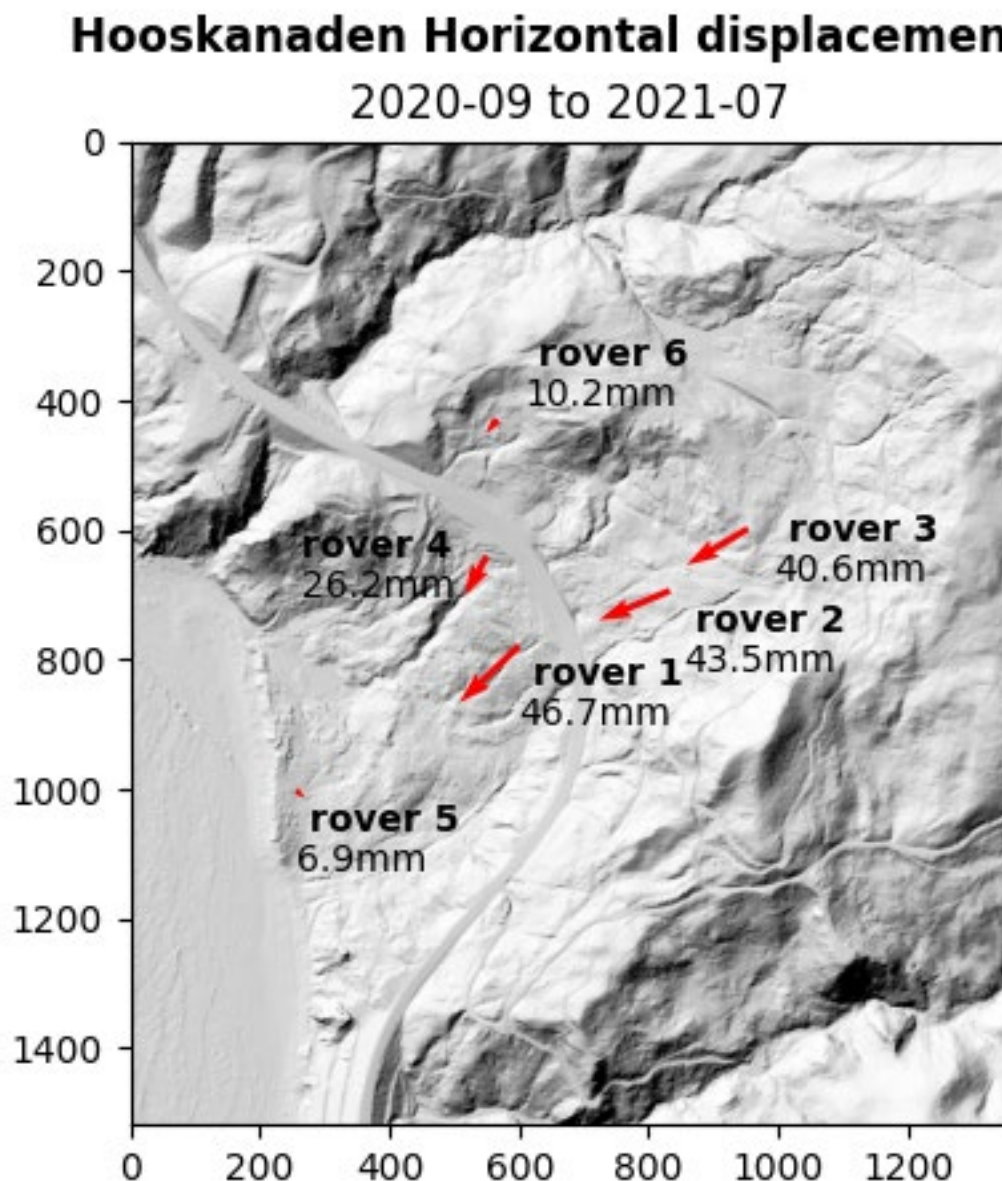 Hooskanaden Horizontal displacemen
2020-09 to 2021-07
0
200
400
600
800
1000
1200
1400
rover 6
10.2mm
rover 3
40.6mm
rover 4
26.2mm
rover 2
43.5mm
rover 1
46.7mm
rover 5
6.9mm
0 200 400 600 800 1000 1200